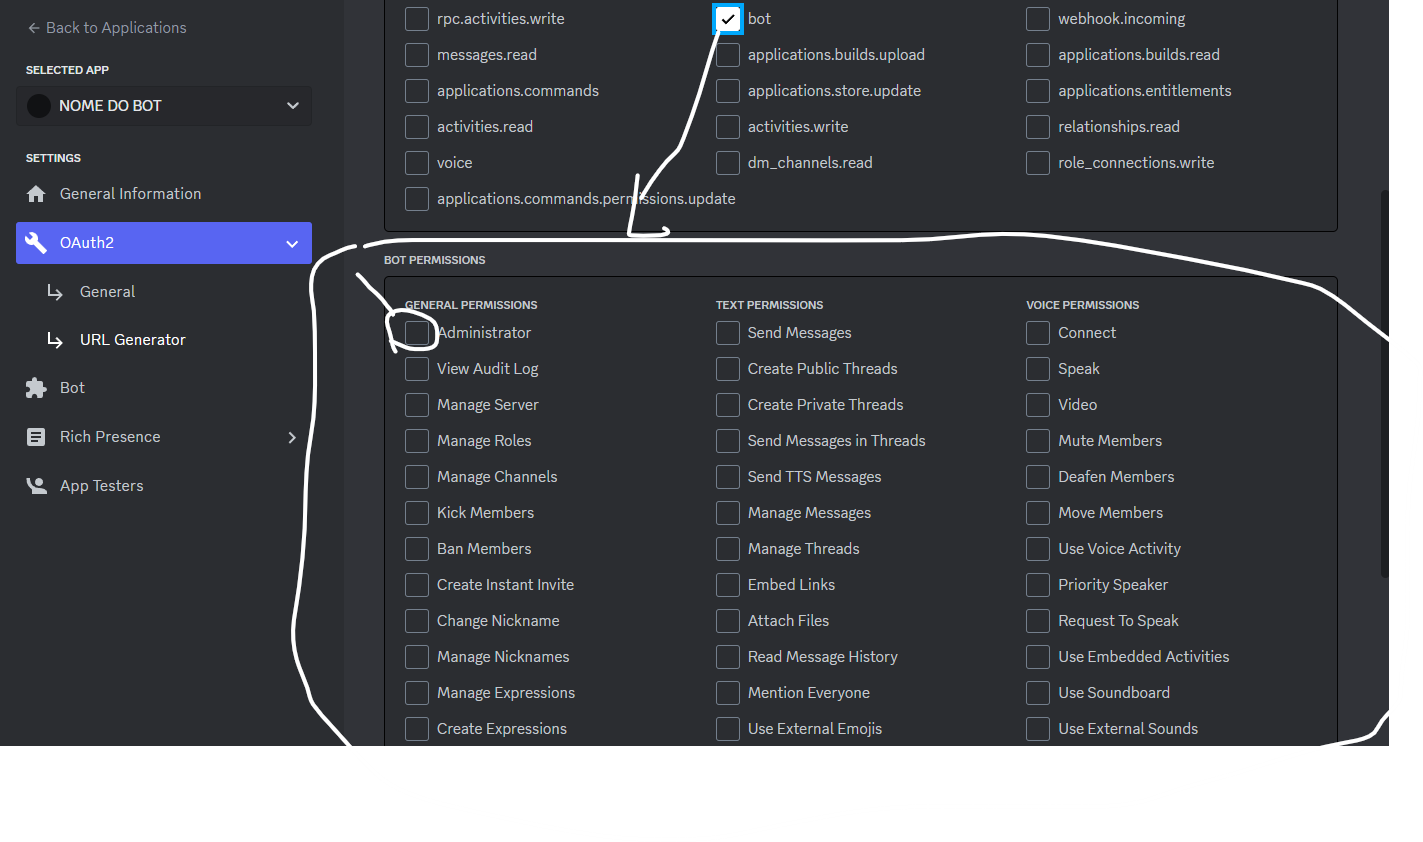 Back to Applications
SELECTED APP
NOME DO BOT
SETTINGS
General Information
OAuth2
General
URL Generator
Bot
Rich Presence
App Testers
rpc.activities.write bot webhook.incoming
messages.read applications.builds.upload applications.builds.read
applications.commands applications.store.update applications.entitlements
activities.read activities.write relationships.read
voice dm_channels.read role_connections.write
applications.commands.permissions.update
BOT PERMISSIONS
GENERAL PERMISSIONS TEXT PERMISSIONS VOICE PERMISSIONS
Administrator Send Messages Connect
View Audit Log Create Public Threads Speak
Manage Server Create Private Threads Video
Manage Roles Send Messages in Threads Mute Members
Manage Channels Send TTS Messages Deafen Members
Kick Members Manage Messages Move Members
Ban Members Manage Threads Use Voice Activity
Create Instant Invite Embed Links Priority Speaker
Change Nickname Attach Files Request To Speak
Manage Nicknames Read Message History Use Embedded Activities
Manage Expressions Mention Everyone Use Soundboard
Create Expressions Use External Emojis Use External Sounds